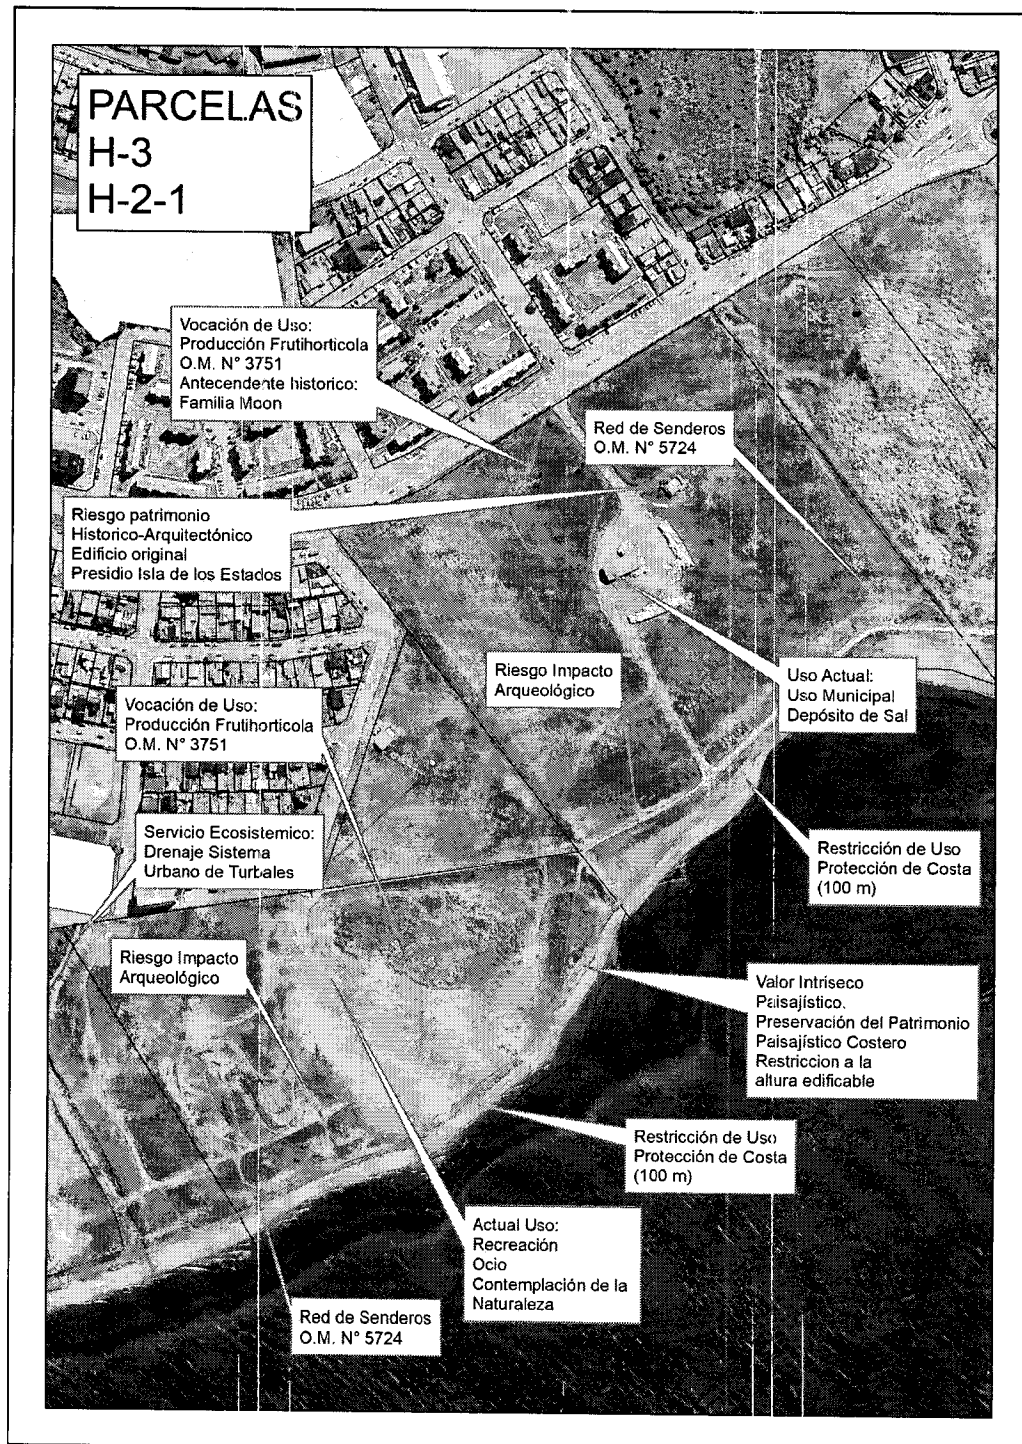 PARCELAS
H-3
H-2-1
Vocación de Uso:
Producción Frutihorticola
O.M. N° 3751
Antecendente historico:
Familia Moon
Red de Senderos
O.M. N° 5724
Riesgo patrimonio
Historico-Arquitectónico
Edificio original
Presidio Isla de los Estados
Riesgo Impacto
Arqueológico
Uso Actual:
Uso Municipal
Depósito de Sal
Vocación de Uso:
Producción Frutihorticola
O.M. N° 3751
Servicio Ecosistemico:
Drenaje Sistema
Urbano de Turbales
Restricción de Uso
Protección de Costa
(100 m)
Riesgo Impacto
Arqueológico
Valor Intriseco
Paisajístico.
Preservación del Patrimonio
Paisajístico Costero
Restriccion a la
altura edificable
Restricción de Uso
Protección de Costa
(100 m)
Actual Uso:
Recreación
Ocio
Contemplación de la
Naturaleza
Red de Senderos
O.M. N° 5724